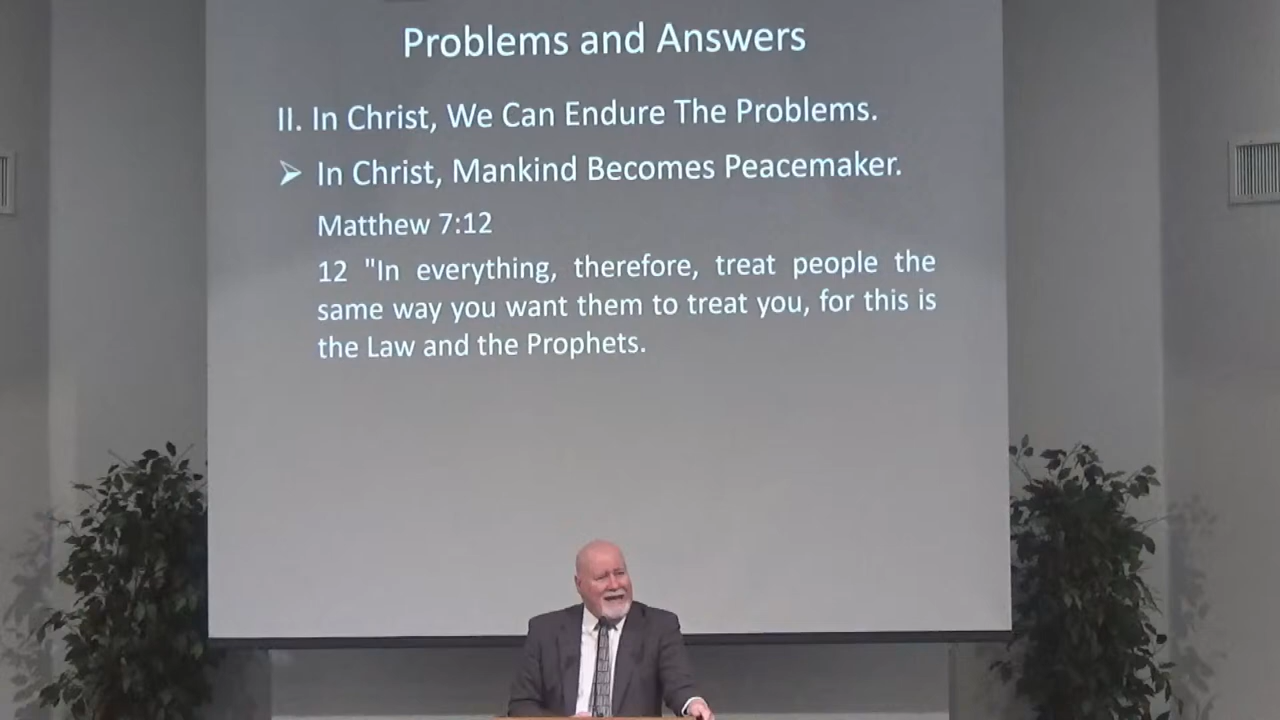 Problems and Answers
II. In Christ, We Can Endure The Problems.
➢ In Christ, Mankind Becomes Peacemaker.
Matthew 7:12
12 "In everything, therefore, treat people the
same way you want them to treat you, for this is
the Law and the Prophets.